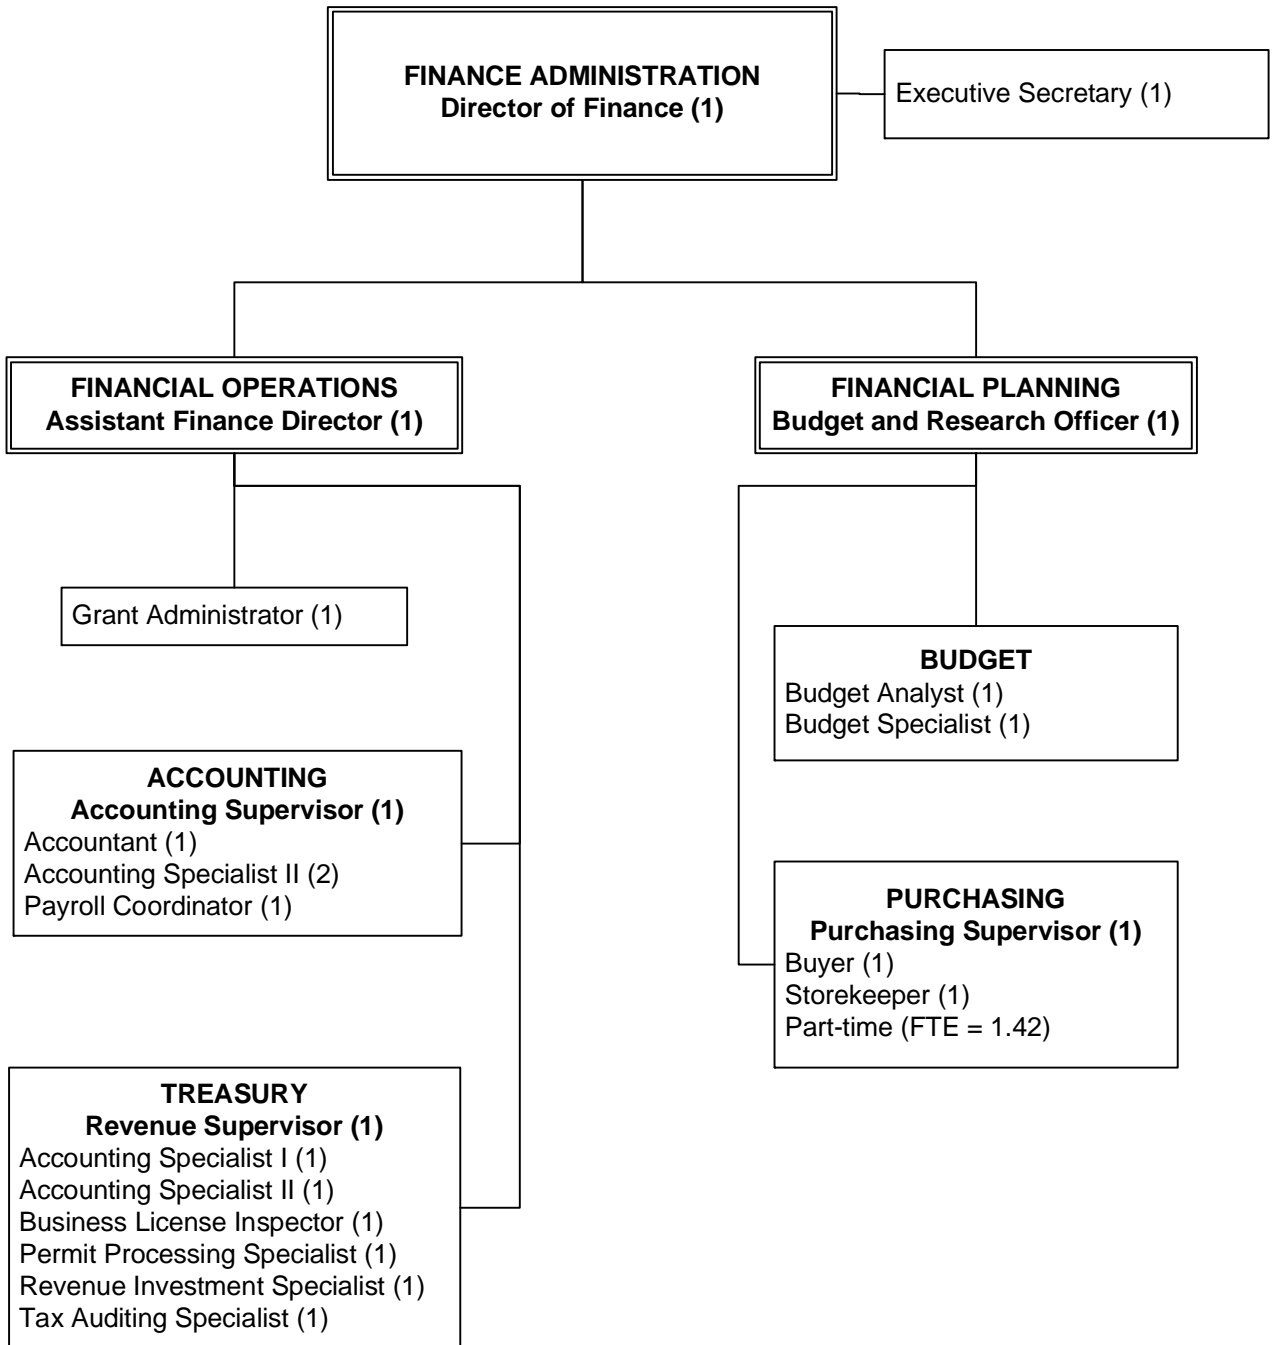 FINANCE ADMINISTRATION
Director of Finance (1)
Executive Secretary (1)
FINANCIAL OPERATIONS
Assistant Finance Director (1)
FINANCIAL PLANNING
Budget and Research Officer (1)
Grant Administrator (1)
BUDGET
Budget Analyst (1)
Budget Specialist (1)
ACCOUNTING
Accounting Supervisor (1)
Accountant (1)
Accounting Specialist II (2)
Payroll Coordinator (1)
PURCHASING
Purchasing Supervisor (1)
Buyer (1)
Storekeeper (1)
Part-time (FTE = 1.42)
TREASURY
Revenue Supervisor (1)
Accounting Specialist I (1)
Accounting Specialist II (1)
Business License Inspector (1)
Permit Processing Specialist (1)
Revenue Investment Specialist (1)
Tax Auditing Specialist (1)